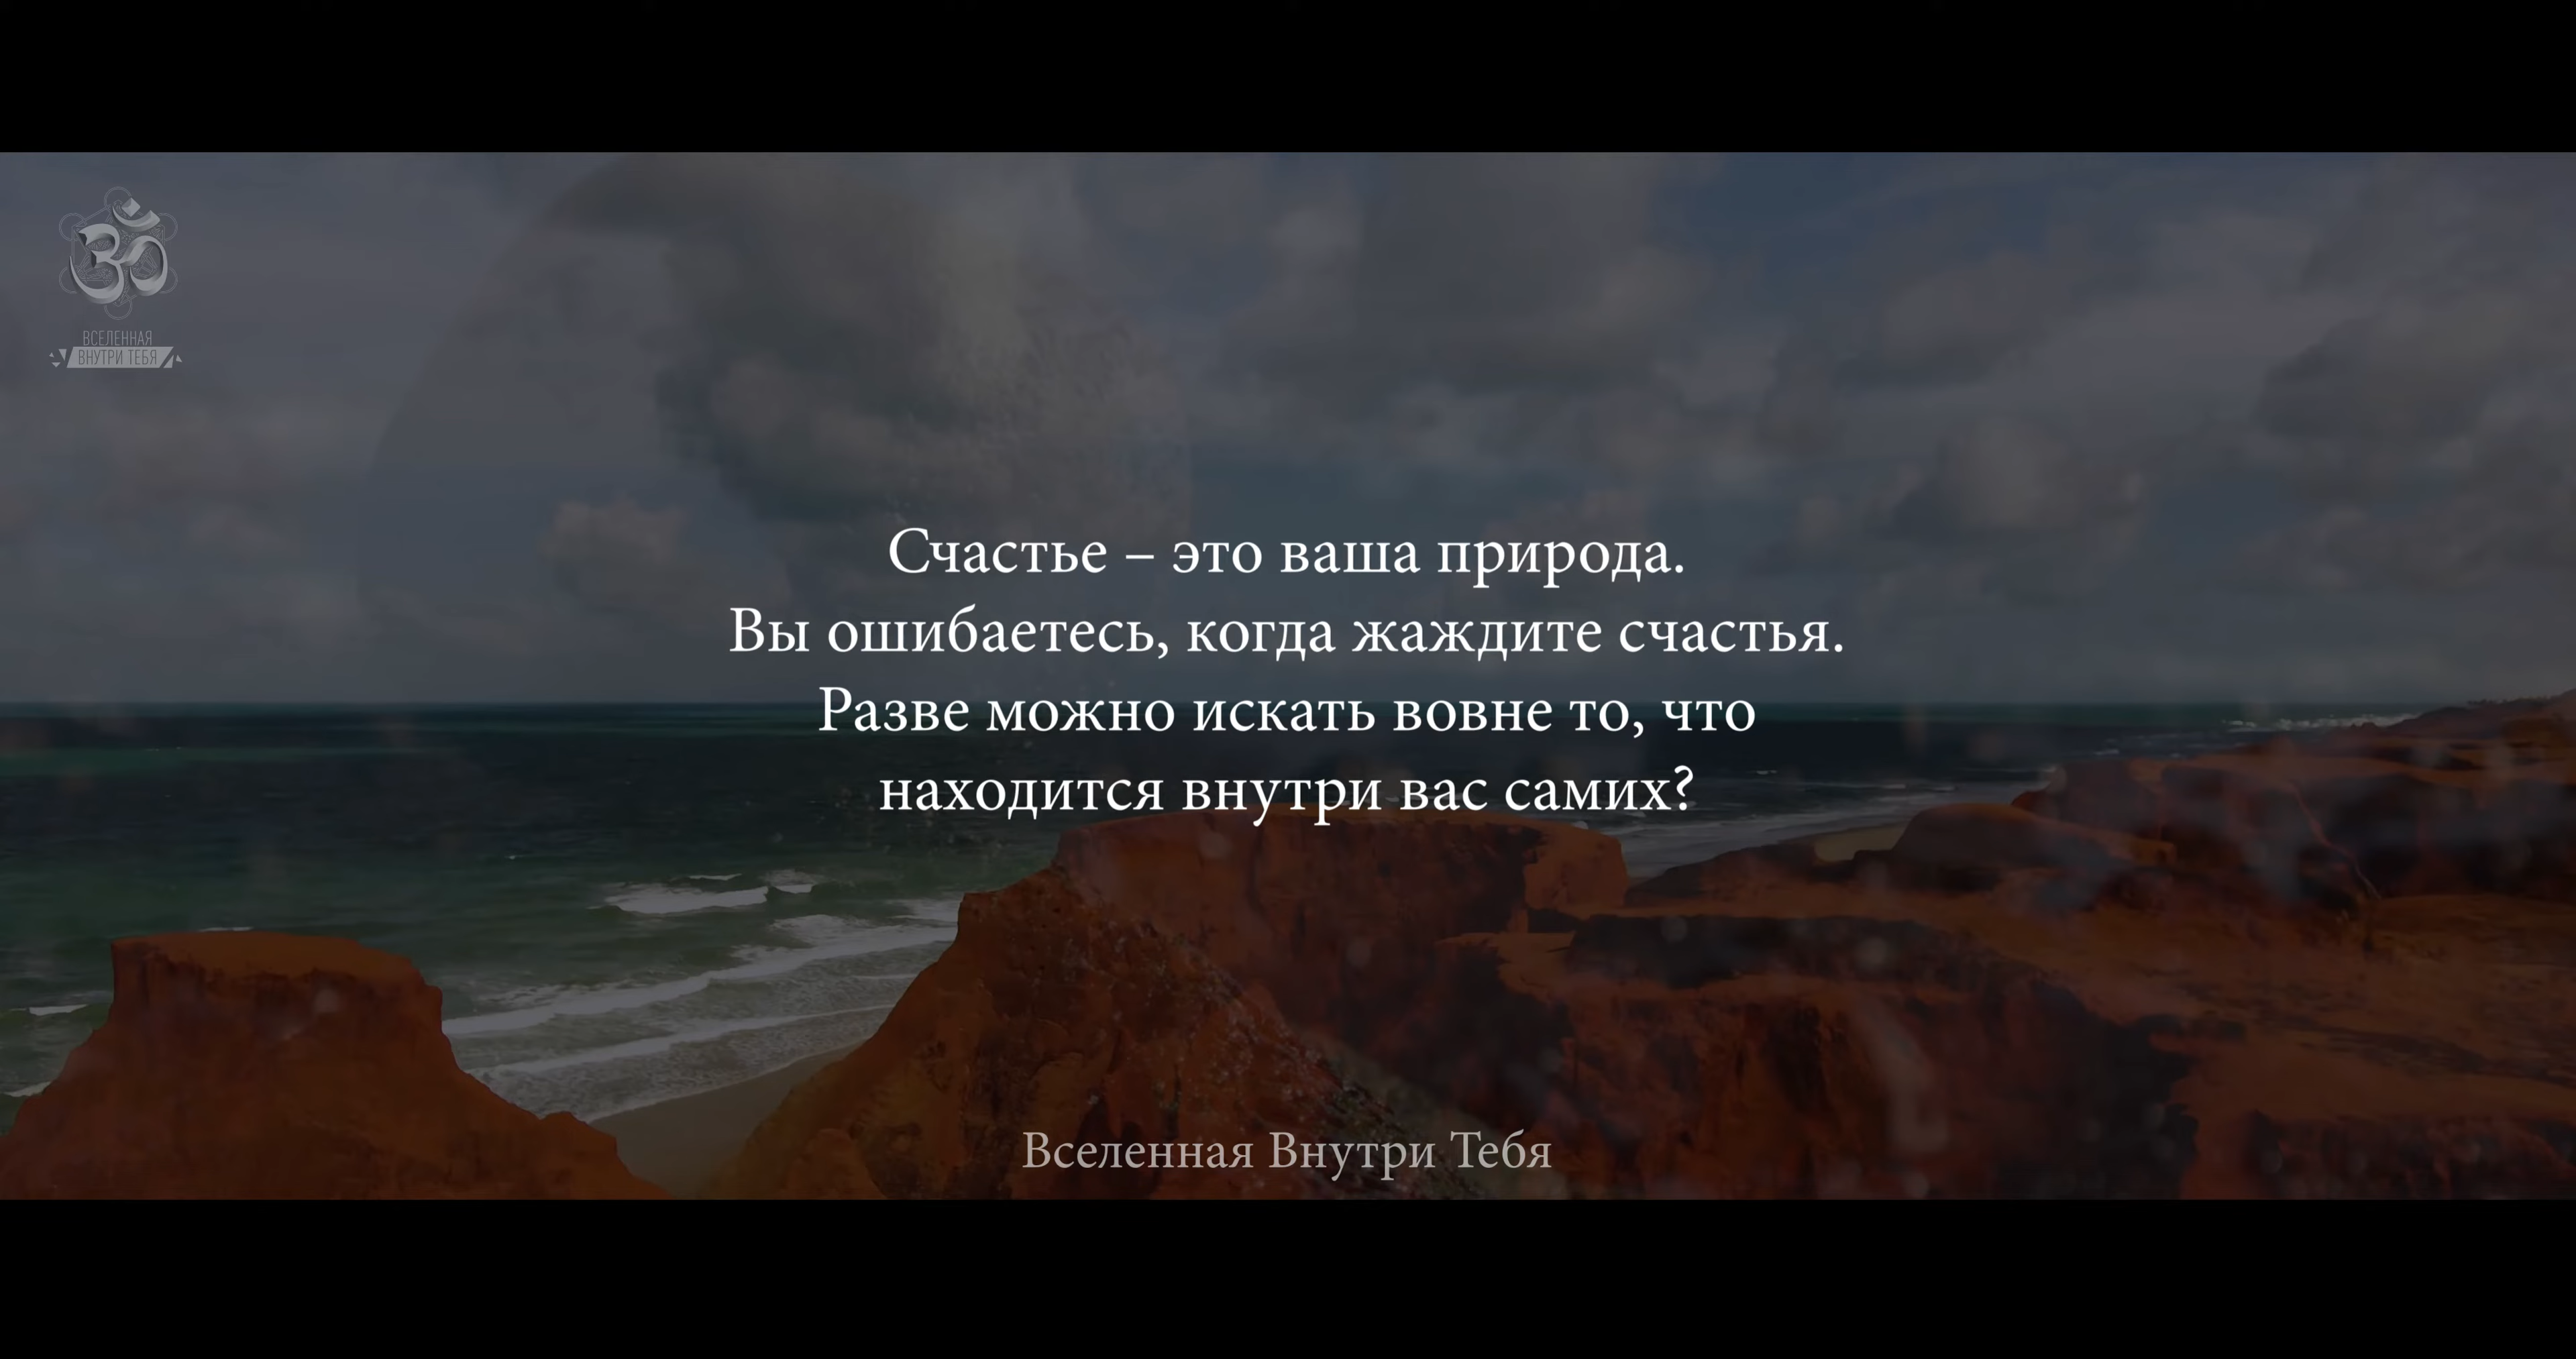 ВСЕЛЕННАЯ
ВНУТРИ ТЕБЯ
Счастье – это ваша природа.
Вы ошибаетесь, когда жаждите счастья.
Разве можно искать вовне то, что
находится внутри вас самих?
Вселенная Внутри Тебя